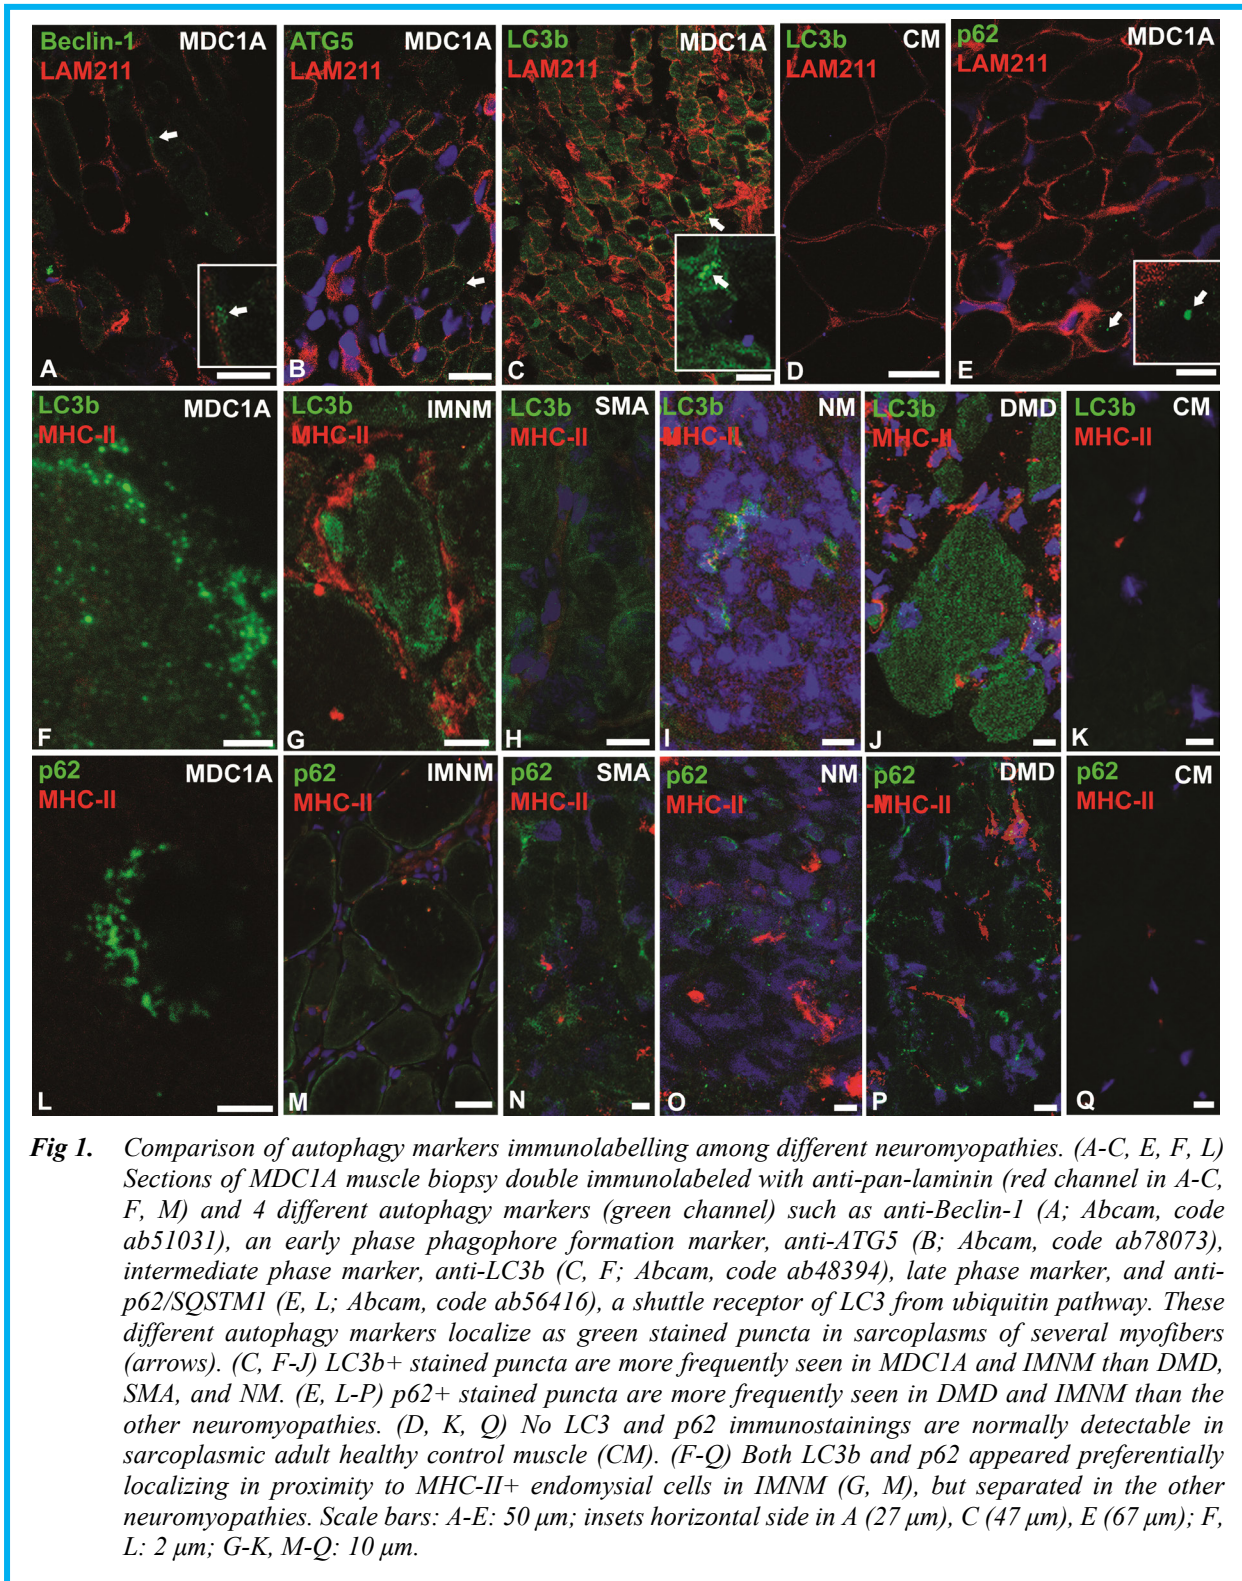 Beclin-1 MDC1A
LAM211
A
ATG5 MDC1A
LAM211
B
LC3b MDC1A
LAM211
C
LC3b CM
LAM211
D
p62 MDC1A
LAM211
E
LC3b MDC1A
MHC-II
F
LC3b IMNM
MHC-II
G
LC3b SMA
MHC-II
H
LC3b NM
MHC-II
I
LC3b DMD
MHC-II
J
LC3b CM
MHC-II
K
p62 MDC1A
MHC-II
L
p62 IMNM
MHC-II
M
p62 SMA
MHC-II
N
p62 NM
MHC-II
O
p62 DMD
MHC-II
P
p62 CM
MHC-II
Q
Fig 1. Comparison of autophagy markers immunolabelling among different neuromyopathies. (A-C, E, F, L)
Sections of MDC1A muscle biopsy double immunolabeled with anti-pan-laminin (red channel in A-C,
F, M) and 4 different autophagy markers (green channel) such as anti-Beclin-1 (A; Abcam, code
ab51031), an early phase phagophore formation marker, anti-ATG5 (B; Abcam, code ab78073),
intermediate phase marker, anti-LC3b (C, F; Abcam, code ab48394), late phase marker, and anti-
p62/SQSTM1 (E, L; Abcam, code ab56416), a shuttle receptor of LC3 from ubiquitin pathway. These
different autophagy markers localize as green stained puncta in sarcoplasms of several myofibers
(arrows). (C, F-J) LC3b+ stained puncta are more frequently seen in MDC1A and IMNM than DMD,
SMA, and NM. (E, L-P) p62+ stained puncta are more frequently seen in DMD and IMNM than the
other neuromyopathies. (D, K, Q) No LC3 and p62 immunostainings are normally detectable in
sarcoplasmic adult healthy control muscle (CM). (F-Q) Both LC3b and p62 appeared preferentially
localizing in proximity to MHC-II+ endomysial cells in IMNM (G, M), but separated in the other
neuromyopathies. Scale bars: A-E: 50 μm; insets horizontal side in A (27 μm), C (47 μm), E (67 μm); F,
L: 2 μm; G-K, M-Q: 10 μm.